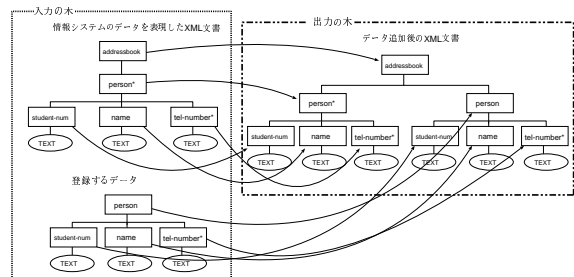 入力の木
情報システムのデータを表現したXML文書
addressbook
person*
student-num name tel-number*
TEXT TEXT TEXT
登録するデータ
person
student-num name tel-number*
TEXT TEXT TEXT
出力の木
データ追加後のXML文書
addressbook
person* person
student-num name tel-number* student-num name tel-number*
TEXT TEXT TEXT TEXT TEXT TEXT